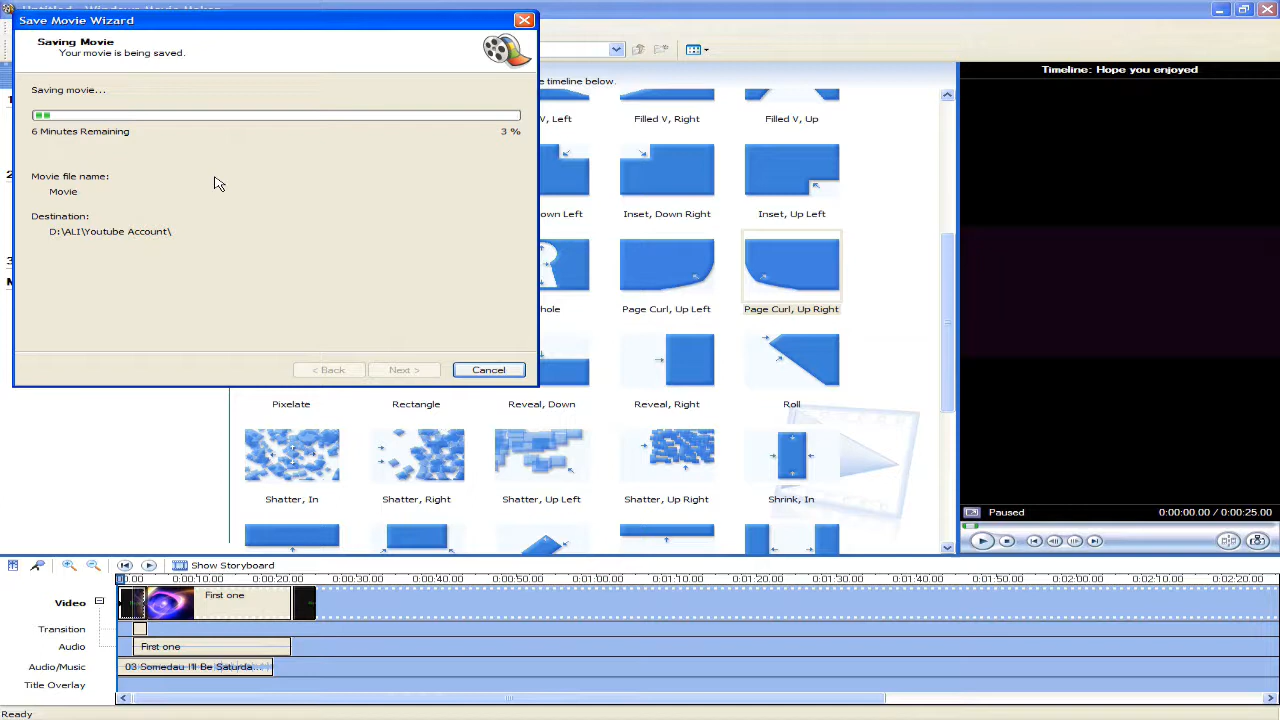 Save Movie Wizard
Saving Movie
Your movie is being saved.
Saving movie...
6 Minutes Remaining
3 %
Movie file name:
Movie
Destination:
D:\ALI\Youtube Account\
< Back
Next >
Cancel
e timeline below.
Timeline: Hope you enjoyed
, Left
Filled V, Right
Filled V, Up
own Left
Inset, Down Right
Inset, Up Left
hole
Page Curl, Up Left
Page Curl, Up Right
Pixelate
Rectangle
Reveal, Down
Reveal, Right
Roll
Shatter, In
Shatter, Right
Shatter, Up Left
Shatter, Up Right
Shrink, In
Paused
0:00:00.00 / 0:00:25.00
Show Storyboard
00:00 0:00:10.00 0:00:20.00 0:00:30.00 0:00:40.00 0:00:50.00 0:01:00.00 0:01:10.00 0:01:20.00 0:01:30.00 0:01:40.00 0:01:50.00 0:02:00.00 0:02:10.00 0:02:20.00
Video
First one
Transition
Audio
First one
Audio/Music
03 Somedau I'll Be Saturda...
Title Overlay
Ready